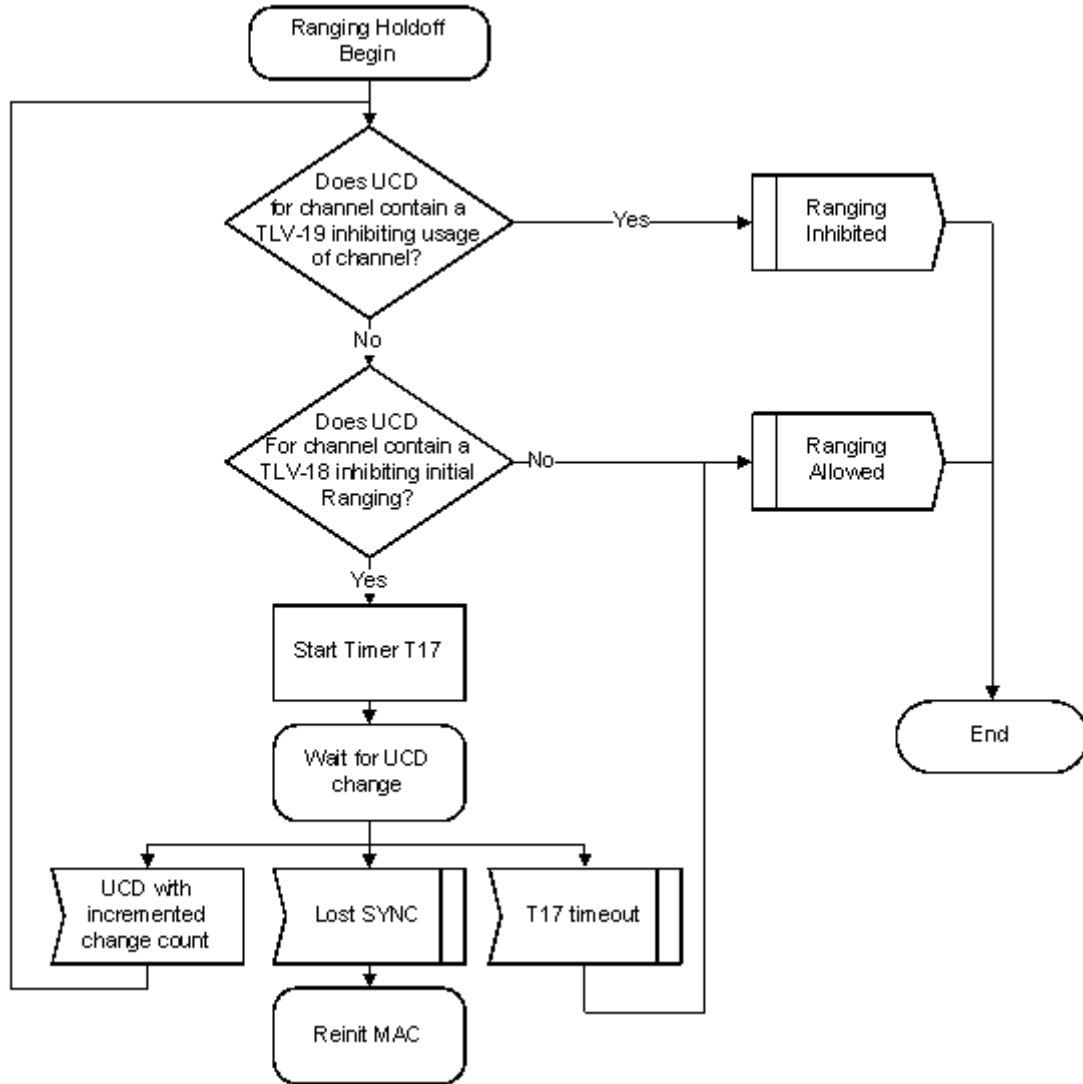 Ranging Holdoff
Begin
Does UCD
for channel contain a
TLV-19 inhibiting usage
of channel?
Yes
Ranging
Inhibited
No
Does UCD
For channel contain a
TLV-18 inhibiting initial
Ranging?
No
Ranging
Allowed
Yes
Start Timer T17
End
Wait for UCD
change
UCD with
incremented
change count
Lost SYNC
T17 timeout
Reinit MAC